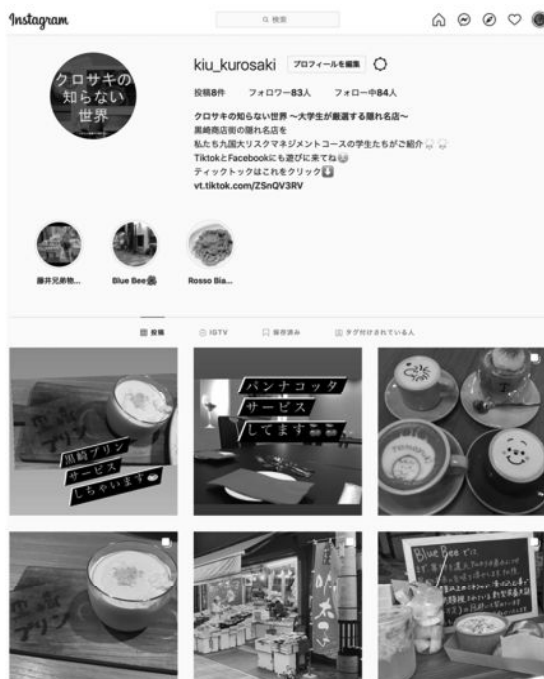 Instagram
検索
クロサキの
知らない
世界
kiu_kurosaki プロフィールを編集
投稿8件 フォロワー83人 フォロー中84人
クロサキの知らない世界 〜大学生が厳選する隠れ名店〜
黒崎商店街の隠れ名店を
私たち九国大リスクマネジメントコースの学生たちがご紹介
TiktokとFacebookにも遊びに来てね
ティックトックはこれをクリック
vt.tiktok.com/ZSnQV3RV
藤井兄弟物... Blue Bee Rosso Bia...
投稿 IGTV 保存済み タグ付けされている人
黒崎プリン
サービス
しちゃいます
パンナコッタ
サービス
してます
Blue Bee では